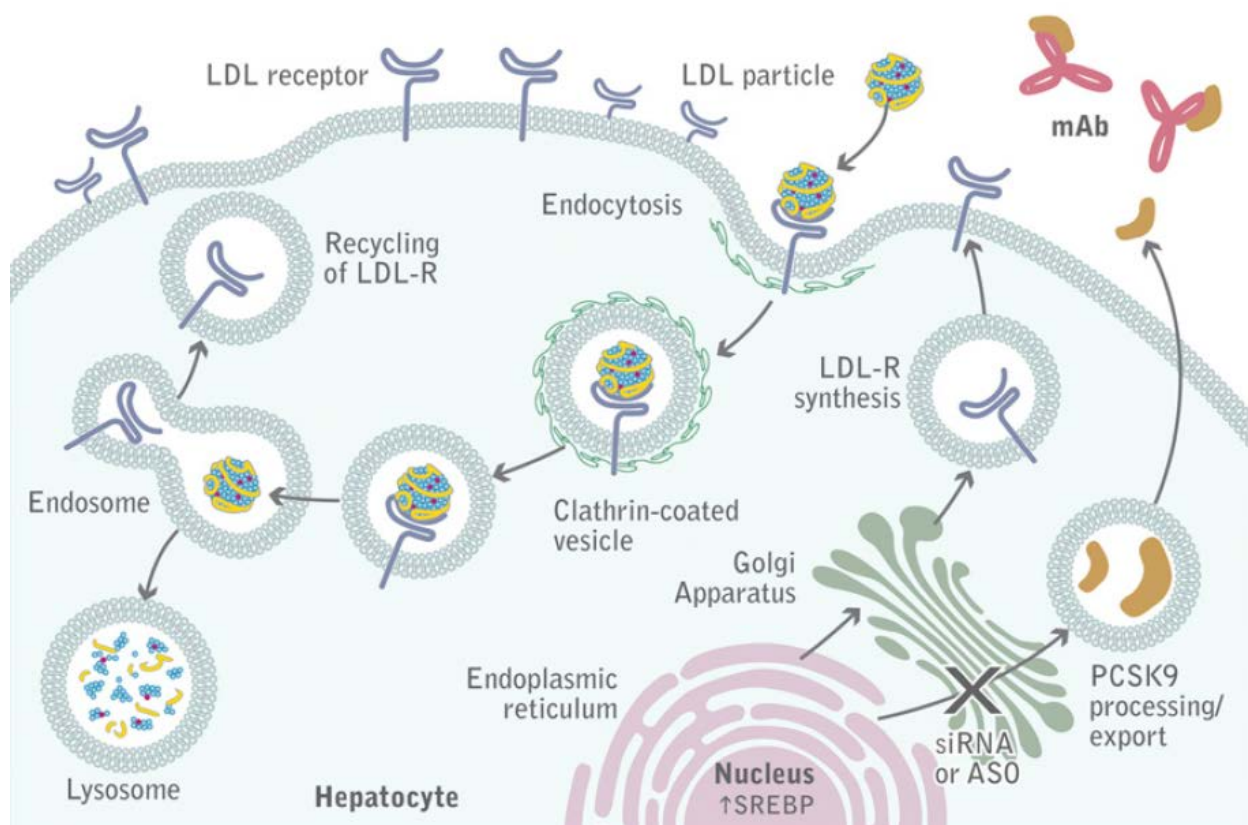 LDL receptor
LDL particle
mAb
Endocytosis
Recycling
of LDL-R
LDL-R
synthesis
Endosome
Clathrin-coated
vesicle
Golgi
Apparatus
Endoplasmic
reticulum
PCSK9
processing/
export
siRNA
or ASO
Lysosome
Hepatocyte
Nucleus
↑SREBP